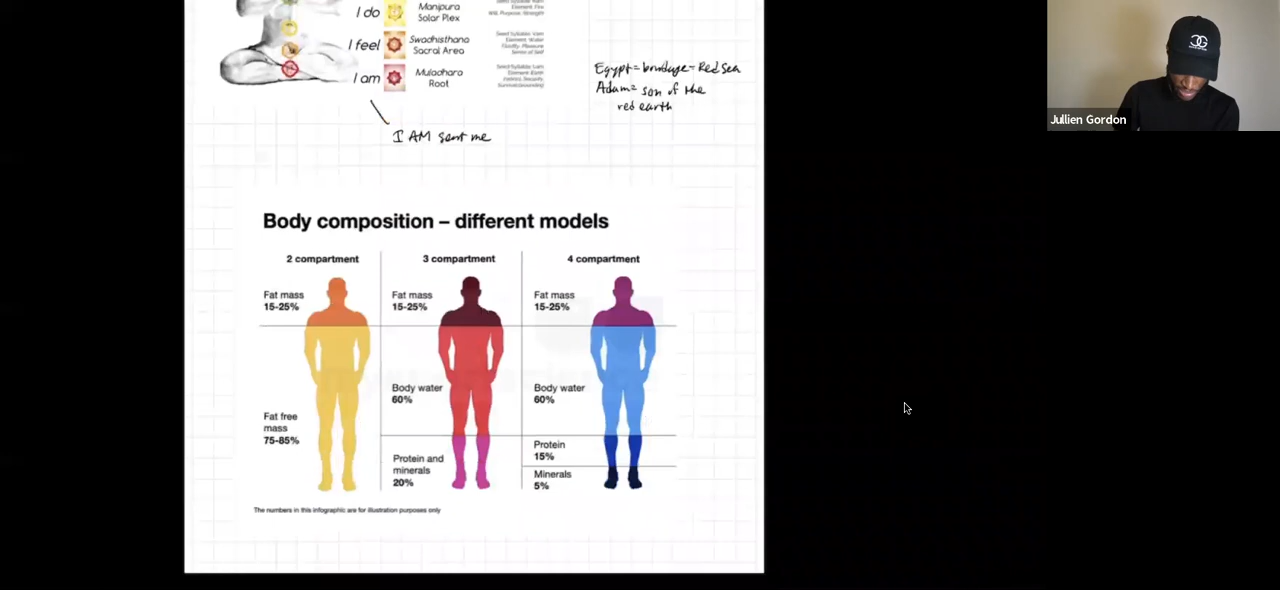 I do
Manipura
Solar Plex
I feel
Swadhisthana
Sacral Area
I am
Muladhara
Root
Egypt = bondage - Red Sea
Adam = son of the
red earth
I AM sent me
Jullien Gordon
Body composition – different models
2 compartment
3 compartment
4 compartment
Fat mass
15-25%
Fat mass
15-25%
Fat mass
15-25%
Body water
60%
Body water
60%
Fat free
mass
75-85%
Protein
15%
Protein and
minerals
20%
Minerals
5%
The numbers in this infographic are for illustration purposes only